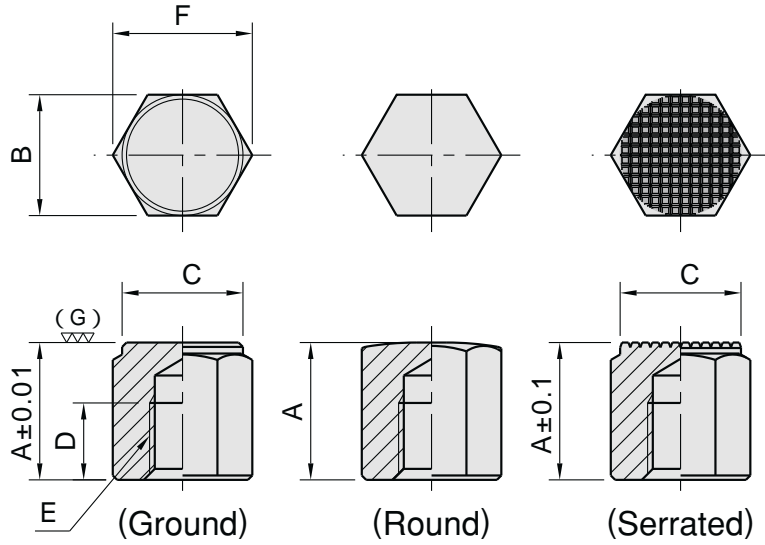 F
B
C
C
(G)
A±0.01
D
A
A±0.1
E
(Ground)
(Round)
(Serrated)